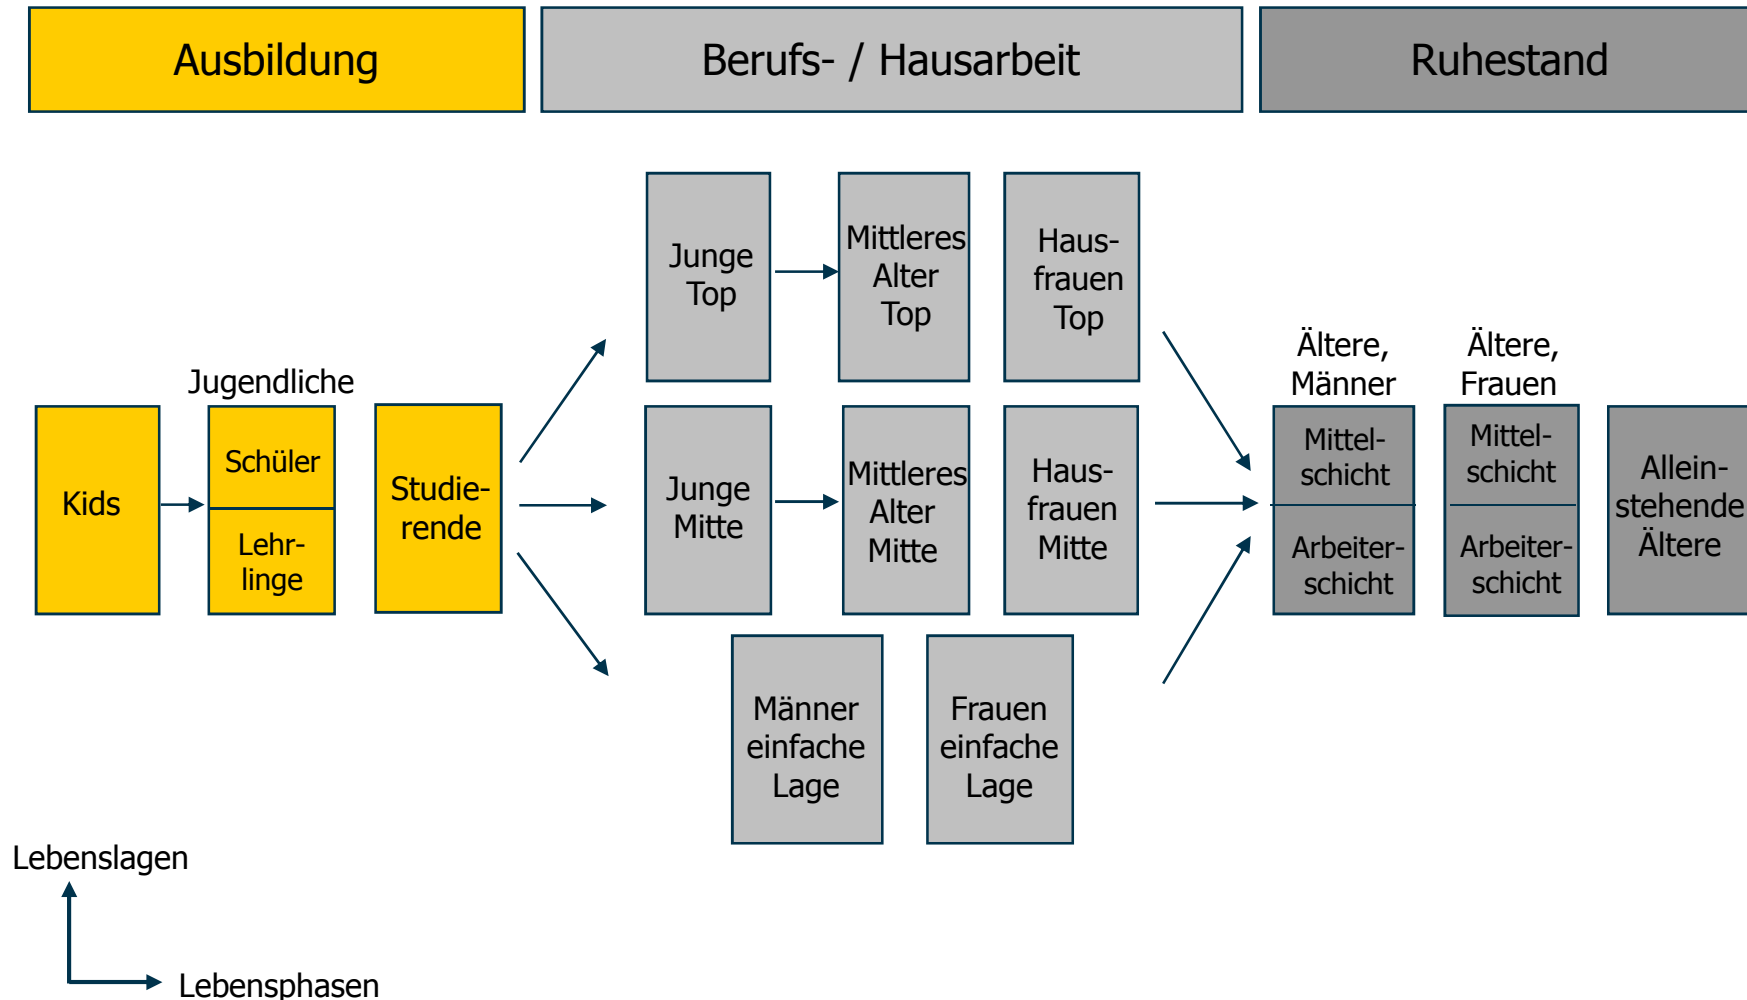 Ausbildung
Berufs- / Hausarbeit
Ruhestand
Kids
Jugendliche
Schüler
Lehr-
linge
Studie-
rende
Junge
Top
Mittleres
Alter
Top
Haus-
frauen
Top
Junge
Mitte
Mittleres
Alter
Mitte
Haus-
frauen
Mitte
Männer
einfache
Lage
Frauen
einfache
Lage
Ältere,
Männer
Mittel-
schicht
Arbeiter-
schicht
Ältere,
Frauen
Mittel-
schicht
Arbeiter-
schicht
Allein-
stehende
Ältere
Lebenslagen
Lebensphasen